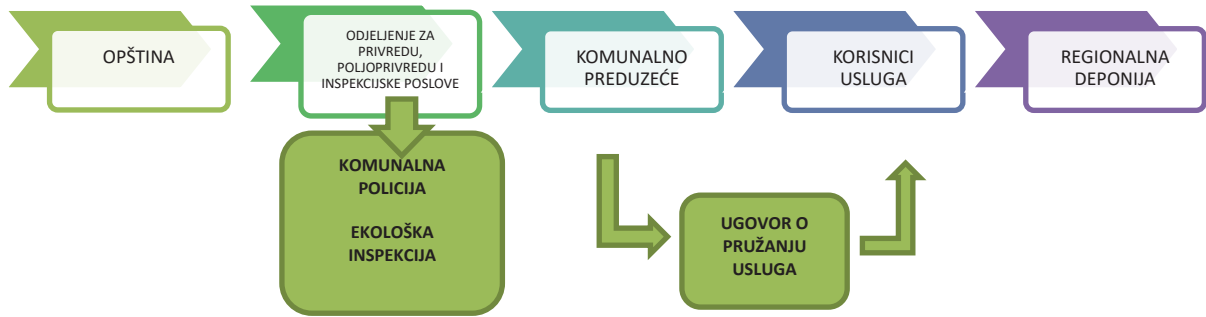 OPŠTINA
ODJELJENJE ZA
PRIVREDU,
POLJOPRIVREDU I
INSPEKCIJSKE POSLOVE
KOMUNALNO
PREDUZEĆE
KORISNICI
USLUGA
REGIONALNA
DEPONIJA
KOMUNALNA
POLICIJA
EKOLOŠKA
INSPEKCIJA
UGOVOR O
PRUŽANJU
USLUGA